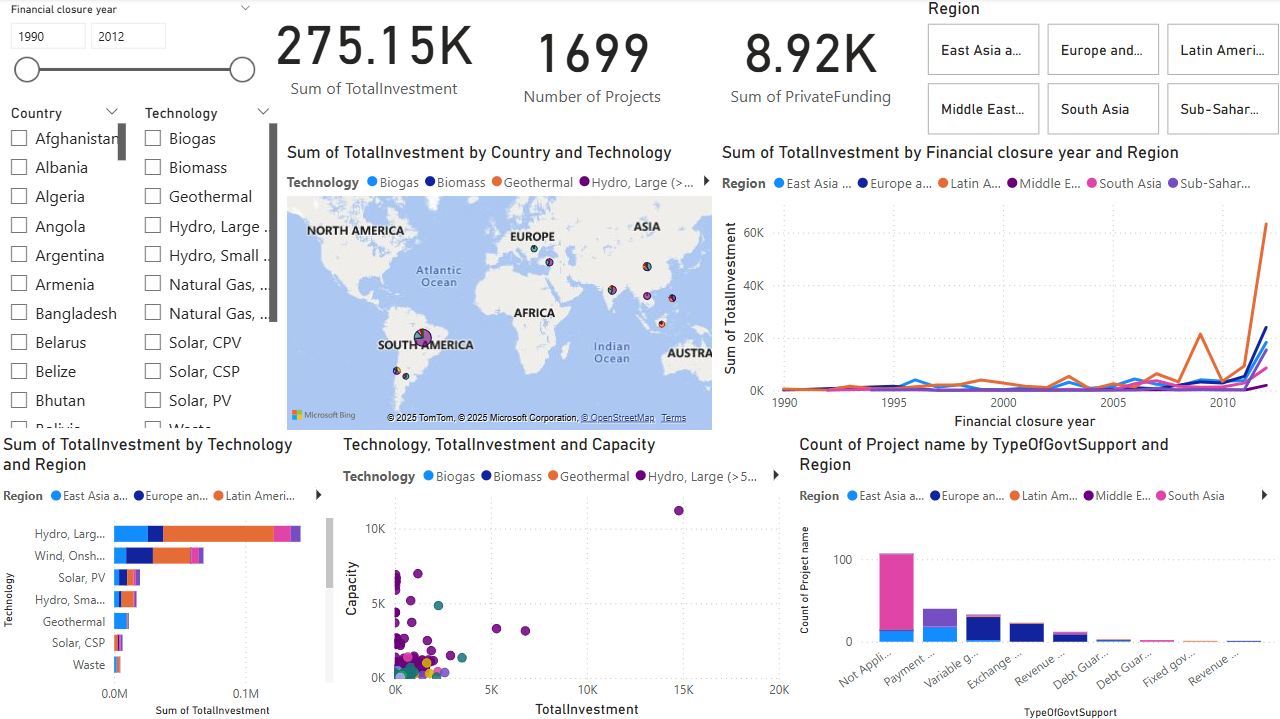 Financial closure year
1990
2012
275.15K
Sum of TotalInvestment
1699
Number of Projects
8.92K
Sum of PrivateFunding
Region
East Asia a...
Europe and...
Latin Ameri...
Middle East...
South Asia
Sub-Sahar...
Country
Afghanistan
Albania
Algeria
Angola
Argentina
Armenia
Bangladesh
Belarus
Belize
Bhutan
Technology
Biogas
Biomass
Geothermal
Hydro, Large ...
Hydro, Small ...
Natural Gas, ...
Natural Gas, ...
Solar, CPV
Solar, CSP
Solar, PV
Sum of TotalInvestment by Country and Technology
Technology Biogas Biomass Geothermal Hydro, Large (>...
NORTH AMERICA
EUROPE
ASIA
Atlantic
Ocean
AFRICA
SOUTH AMERICA
Indian
Ocean
AUSTRA
Microsoft Bing
© 2025 TomTom, © 2025 Microsoft Corporation, © OpenStreetMap Terms
Sum of TotalInvestment by Financial closure year and Region
Region East Asia ... Europe a... Latin A... Middle E... South Asia Sub-Sahar...
Sum of TotalInvestment
60K
40K
20K
0K
1990 1995 2000 2005 2010
Financial closure year
Sum of TotalInvestment by Technology
and Region
Region East Asia a... Europe an... Latin Ameri...
Technology
Hydro, Larg...
Wind, Onsh...
Solar, PV
Hydro, Sma...
Geothermal
Solar, CSP
Waste
0.0M 0.1M
Sum of TotalInvestment
Technology, TotalInvestment and Capacity
Technology Biogas Biomass Geothermal Hydro, Large (>5...
Capacity
10K
5K
0K
0K 5K 10K 15K 20K
TotalInvestment
Count of Project name by TypeOfGovtSupport and
Region
Region East Asia a... Europe an... Latin Am... Middle E... South Asia
Count of Project name
100
0
Not Appli...
Payment ...
Variable g...
Exchange ...
Revenue ...
Debt Guar...
Debt Guar...
Fixed gov...
Revenue ...
TypeOfGovtSupport